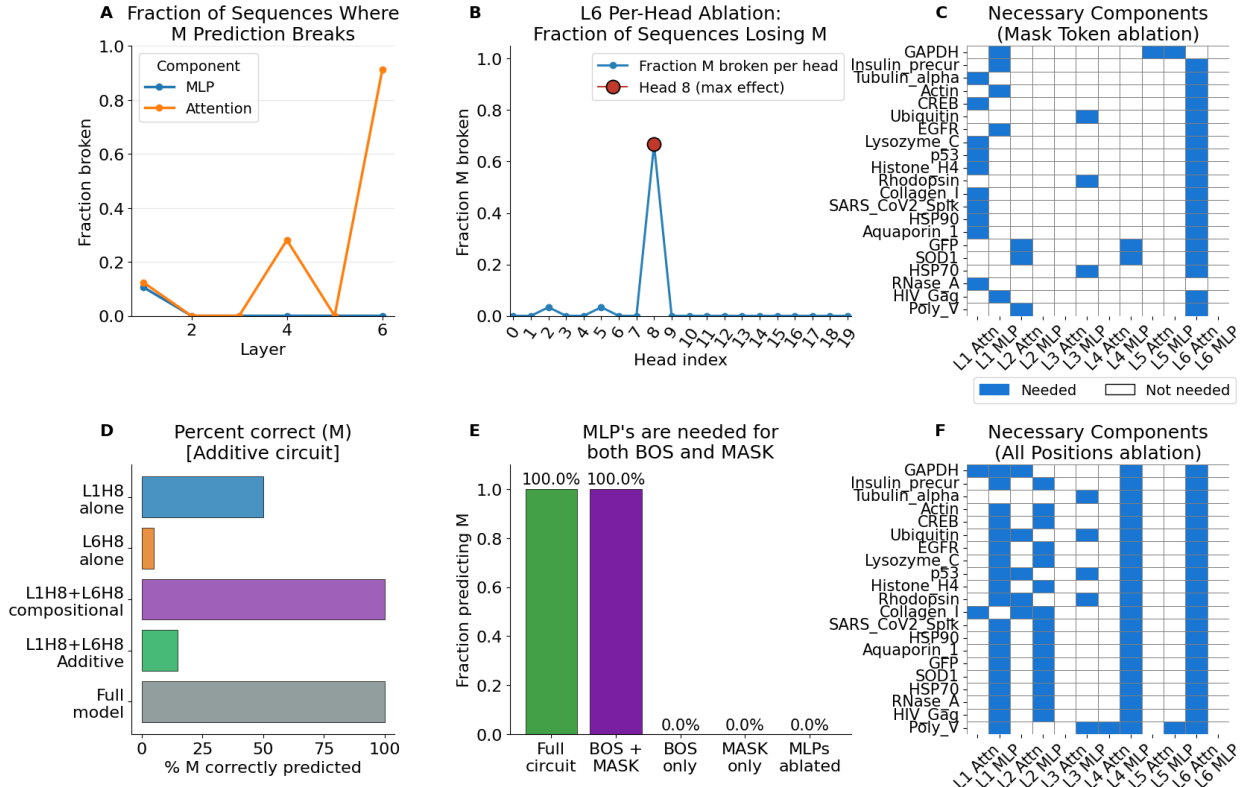 A
Fraction of Sequences Where
M Prediction Breaks
Fraction broken
1.0
0.8
0.6
0.4
0.2
0.0
Component
MLP
Attention
2
4
6
Layer
B
L6 Per-Head Ablation:
Fraction of Sequences Losing M
Fraction M broken
1.0
0.8
0.6
0.4
0.2
0.0
Fraction M broken per head
Head 8 (max effect)
0
1
2
3
4
5
6
7
8
9
10
11
12
13
14
15
16
17
18
19
Head index
C
Necessary Components
(Mask Token ablation)
GAPDH
Insulin_precur
Tubulin_alpha
Actin
CREB
Ubiquitin
EGFR
Lysozyme_C
p53
Histone_H4
Rhodopsin
Collagen_I
SARS_CoV2_Spik
HSP90
Aquaporin_1
GFP
SOD1
HSP70
RNase_A
HIV_Gag
Poly_V
L1 Attn
L1 MLP
L2 Attn
L2 MLP
L3 Attn
L3 MLP
L4 Attn
L4 MLP
L5 Attn
L5 MLP
L6 Attn
L6 MLP
Needed
Not needed
D
Percent correct (M)
[Additive circuit]
L1H8
alone
L6H8
alone
L1H8+L6H8
compositional
L1H8+L6H8
Additive
Full
model
0
25
50
75
100
% M correctly predicted
E
MLP's are needed for
both BOS and MASK
Fraction predicting M
1.0
0.8
0.6
0.4
0.2
0.0
100.0%
100.0%
0.0%
0.0%
0.0%
Full
circuit
BOS +
MASK
BOS
only
MASK
only
MLPs
ablated
F
Necessary Components
(All Positions ablation)
GAPDH
Insulin_precur
Tubulin_alpha
Actin
CREB
Ubiquitin
EGFR
Lysozyme_C
p53
Histone_H4
Rhodopsin
Collagen_I
SARS_CoV2_Spik
HSP90
Aquaporin_1
GFP
SOD1
HSP70
RNase_A
HIV_Gag
Poly_V
L1 Attn
L1 MLP
L2 Attn
L2 MLP
L3 Attn
L3 MLP
L4 Attn
L4 MLP
L5 Attn
L5 MLP
L6 Attn
L6 MLP